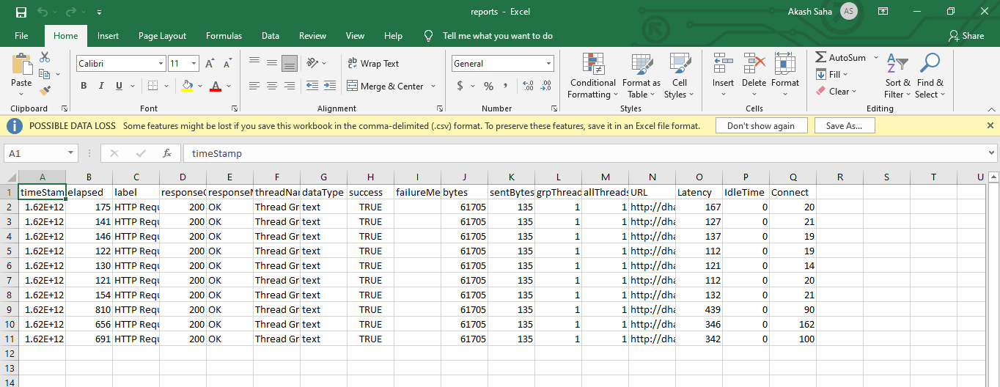 reports - Excel
Akash Saha
AS
File Home Insert Page Layout Formulas Data Review View Help Tell me what you want to do Share
Calibri 11 A A ab Wrap Text General Conditional Formatting Format as Table Cell Styles Insert Delete Format AutoSum Sort & Filter Find & Select
Paste B I U A Merge & Center $ % , Fill
Clear
Clipboard Font Alignment Number Styles Cells Editing
POSSIBLE DATA LOSS Some features might be lost if you save this workbook in the comma-delimited (.csv) format. To preserve these features, save it in an Excel file format. Don't show again Save As...
A1 fx timeStamp
A B C D E F G H I J K L M N O P Q R S T U
1 timeStam elapsed label responseC responseM threadNar dataType success failureMe bytes sentBytes grpThread allThreads URL Latency IdleTime Connect
2 1.62E+12 175 HTTP Requ 200 OK Thread Gr text TRUE 61705 135 1 1 http://dha 167 0 20
3 1.62E+12 141 HTTP Requ 200 OK Thread Gr text TRUE 61705 135 1 1 http://dha 127 0 21
4 1.62E+12 146 HTTP Requ 200 OK Thread Gr text TRUE 61705 135 1 1 http://dha 137 0 19
5 1.62E+12 122 HTTP Requ 200 OK Thread Gr text TRUE 61705 135 1 1 http://dha 112 0 19
6 1.62E+12 130 HTTP Requ 200 OK Thread Gr text TRUE 61705 135 1 1 http://dha 121 0 14
7 1.62E+12 121 HTTP Requ 200 OK Thread Gr text TRUE 61705 135 1 1 http://dha 112 0 20
8 1.62E+12 154 HTTP Requ 200 OK Thread Gr text TRUE 61705 135 1 1 http://dha 132 0 21
9 1.62E+12 810 HTTP Requ 200 OK Thread Gr text TRUE 61705 135 1 1 http://dha 439 0 90
10 1.62E+12 656 HTTP Requ 200 OK Thread Gr text TRUE 61705 135 1 1 http://dha 346 0 162
11 1.62E+12 691 HTTP Requ 200 OK Thread Gr text TRUE 61705 135 1 1 http://dha 342 0 100
12
13
14